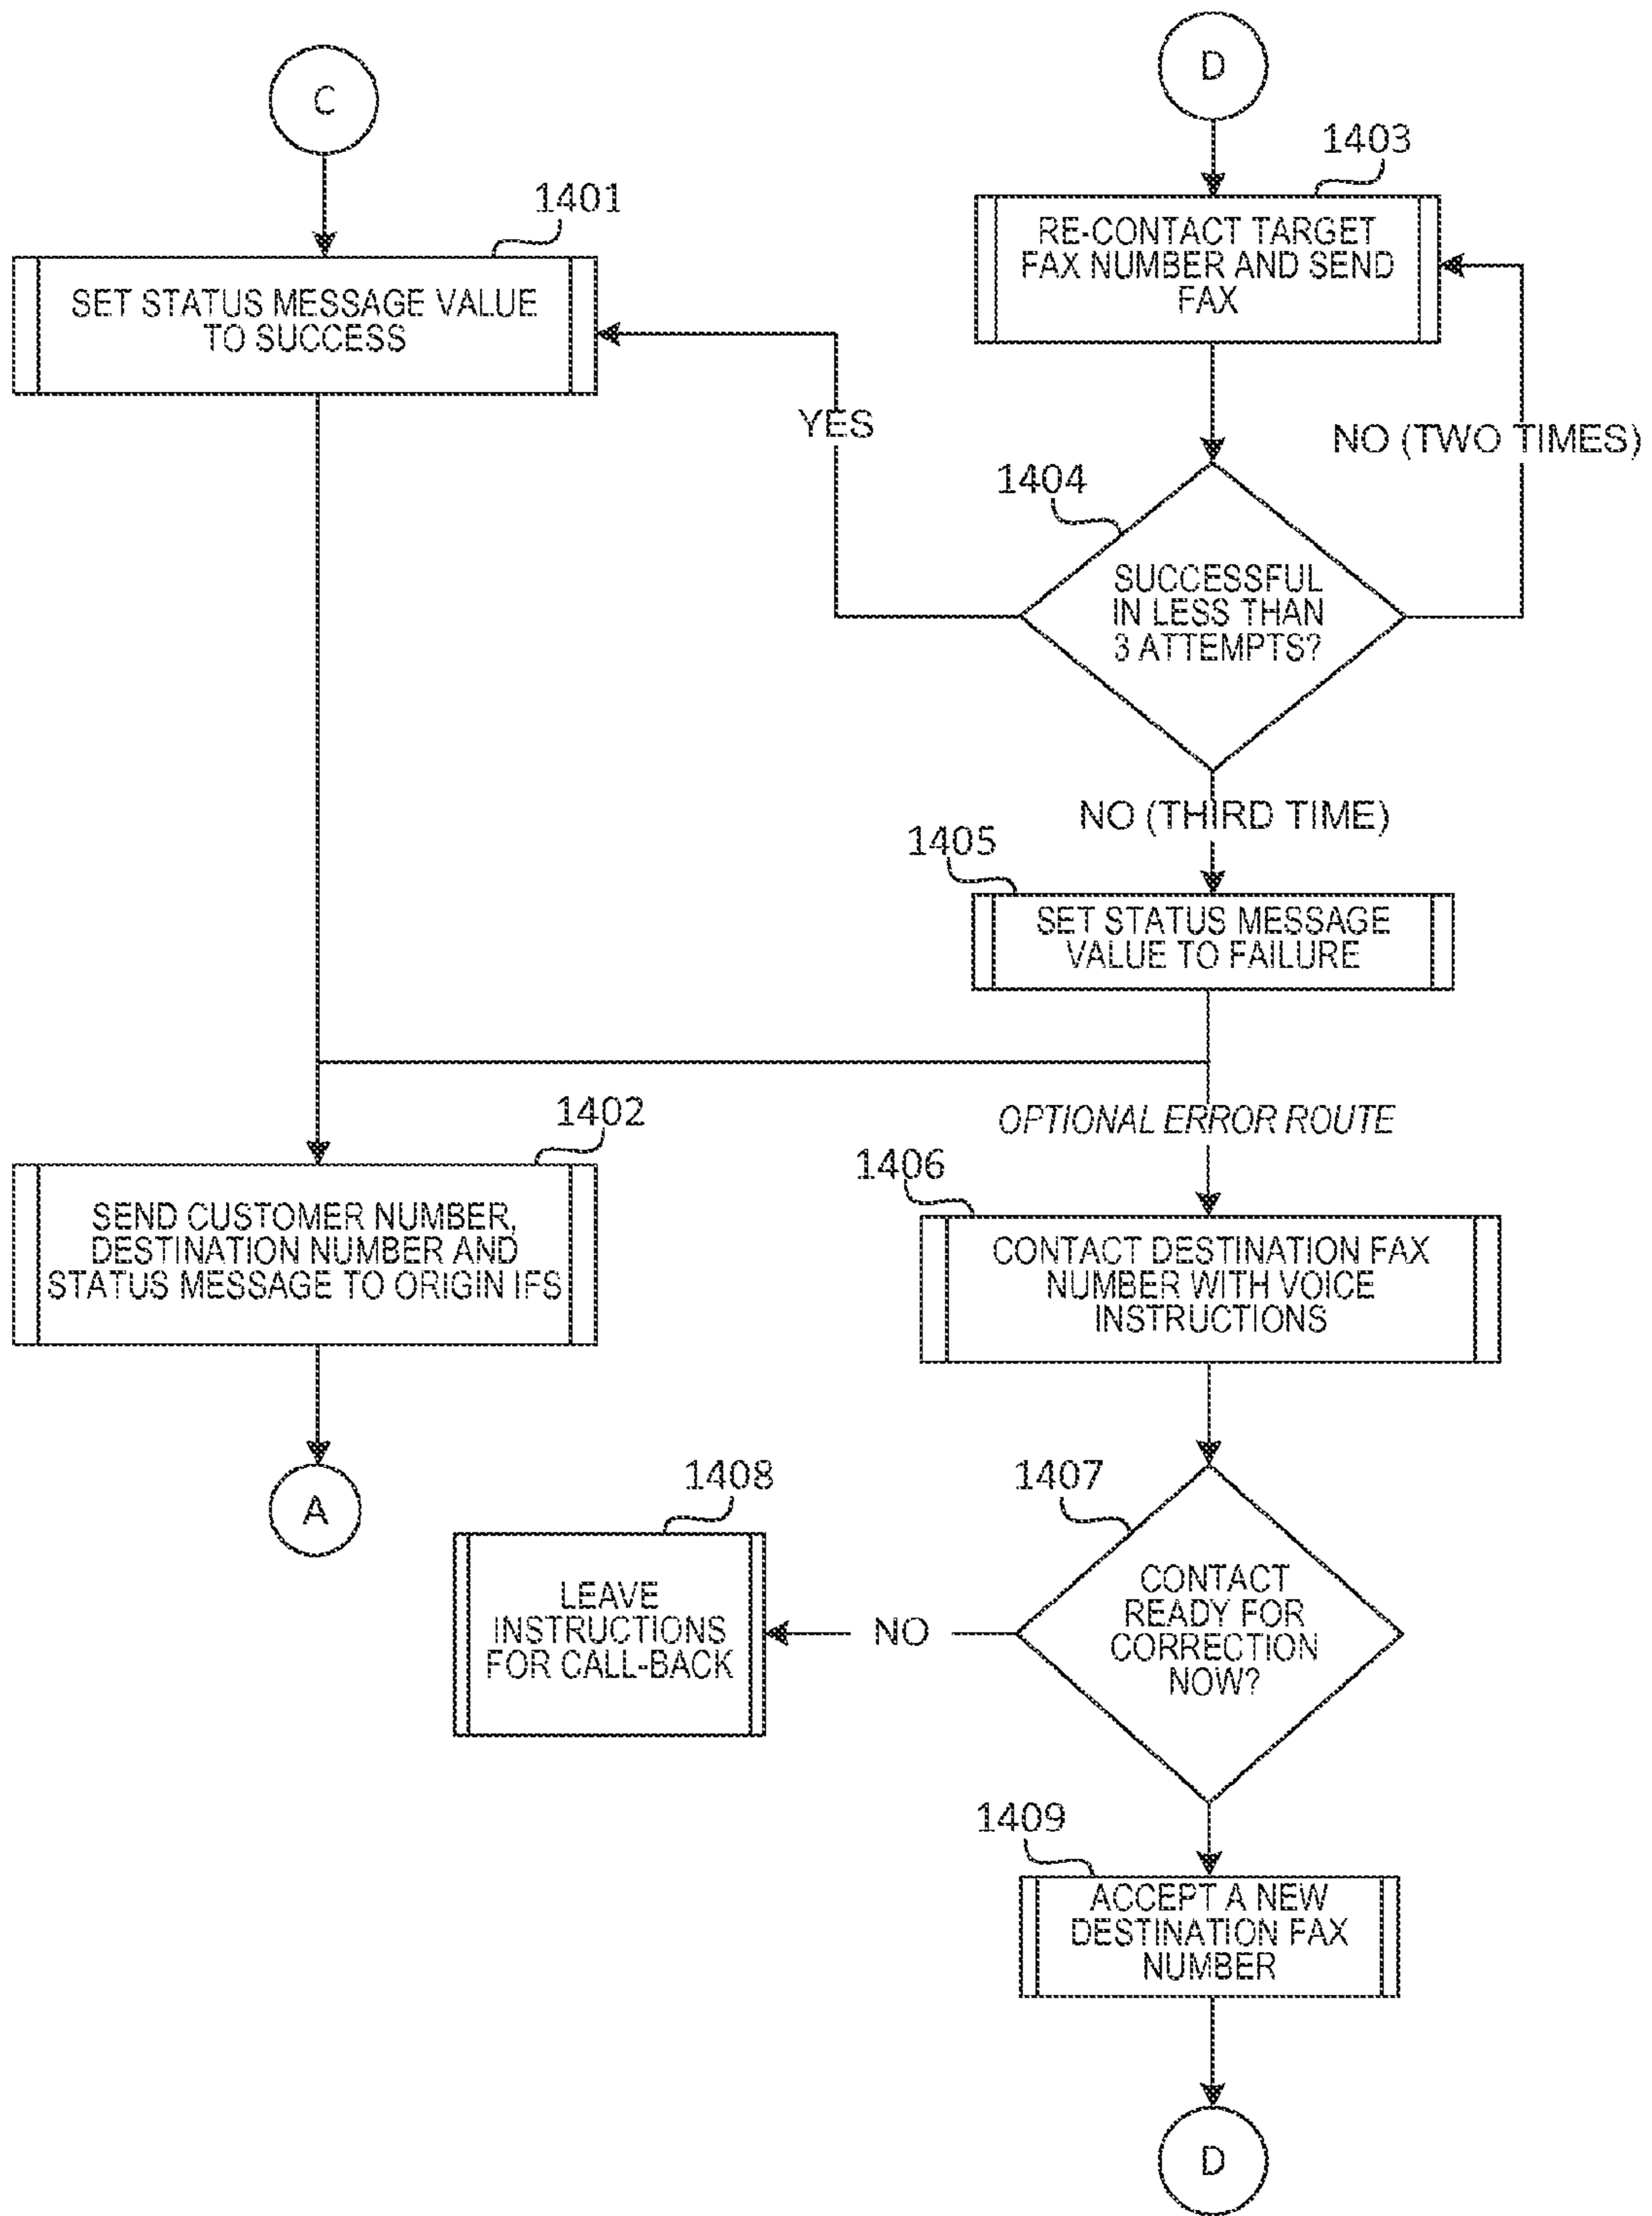 C
D
1401
1403
SET STATUS MESSAGE VALUE
TO SUCCESS
RE-CONTACT TARGET
FAX NUMBER AND SEND
FAX
YES
NO (TWO TIMES)
1404
SUCCESSFUL
IN LESS THAN
3 ATTEMPTS?
NO (THIRD TIME)
1405
SET STATUS MESSAGE
VALUE TO FAILURE
1402
OPTIONAL ERROR ROUTE
SEND CUSTOMER NUMBER,
DESTINATION NUMBER AND
STATUS MESSAGE TO ORIGIN IFS
1406
CONTACT DESTINATION FAX
NUMBER WITH VOICE
INSTRUCTIONS
A
1408
1407
LEAVE
INSTRUCTIONS
FOR CALL-BACK
NO
CONTACT
READY FOR
CORRECTION
NOW?
1409
ACCEPT A NEW
DESTINATION FAX
NUMBER
D